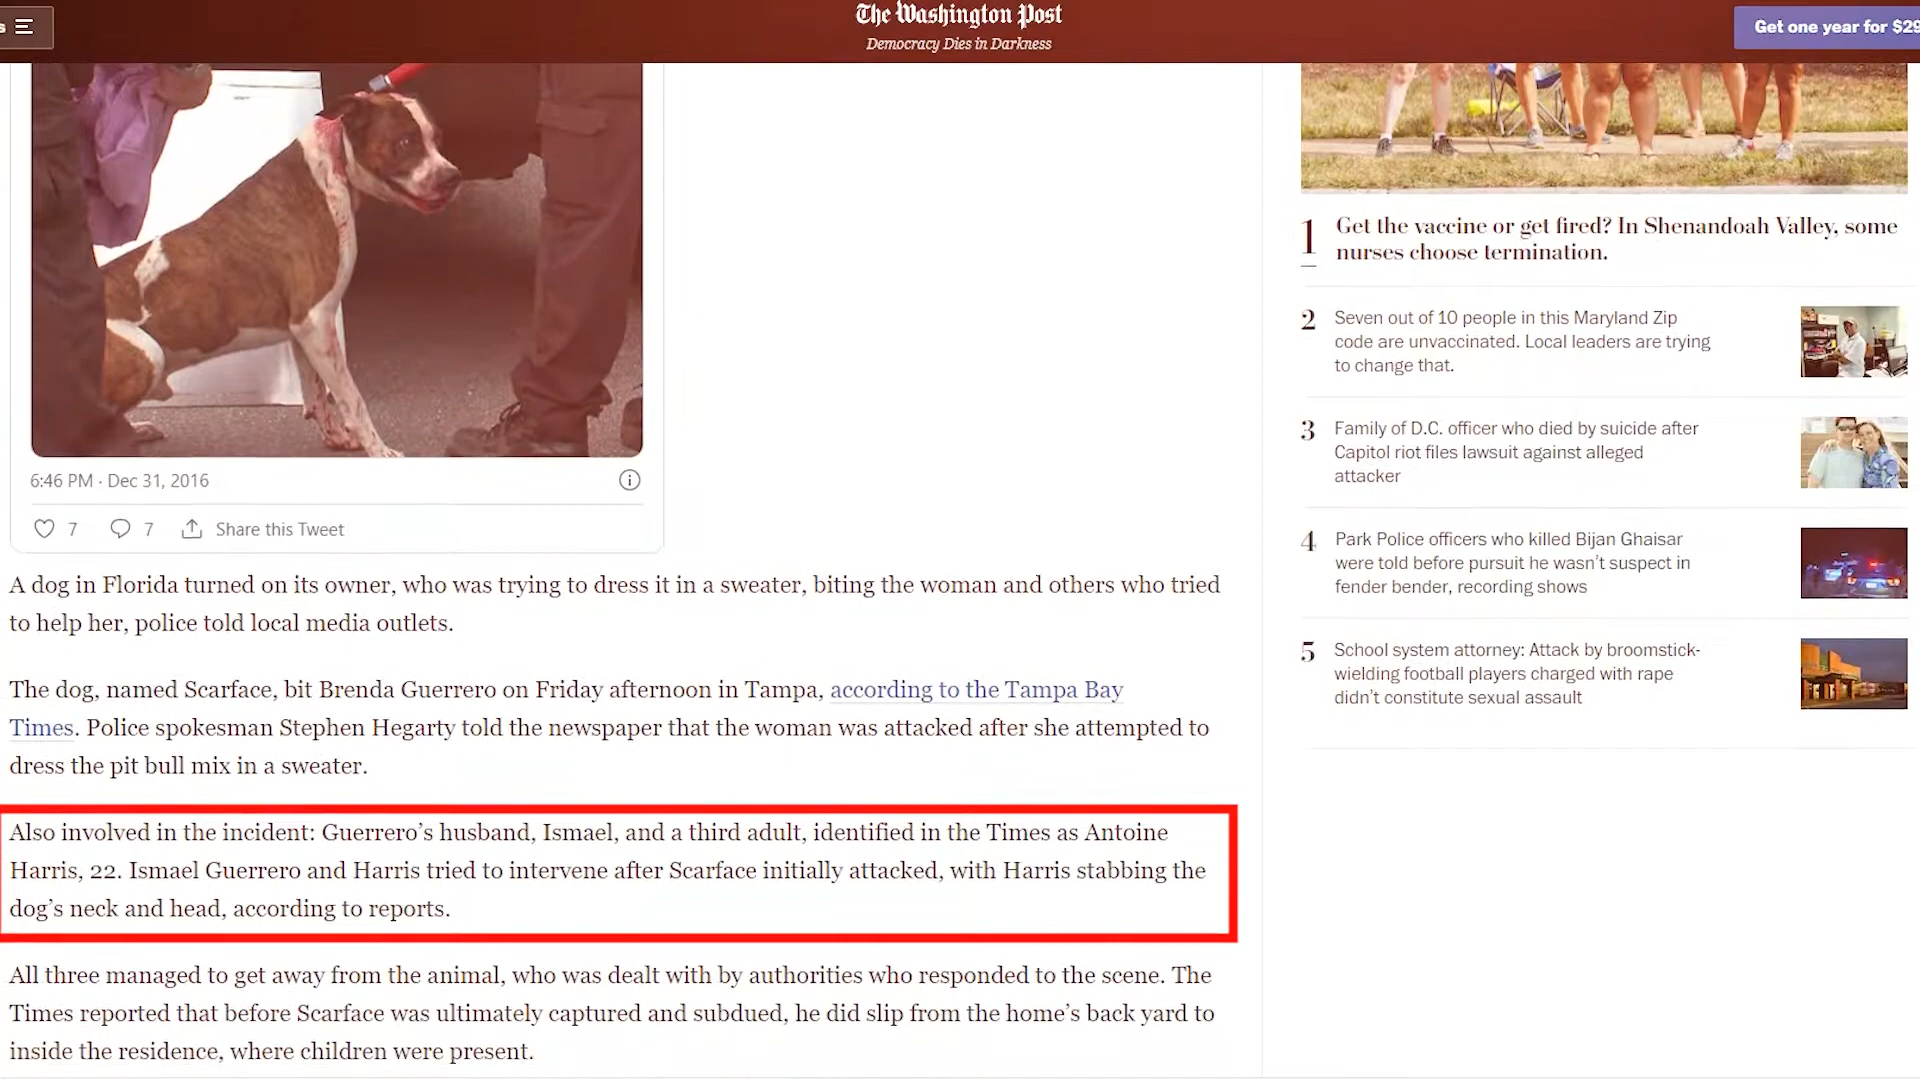 s
The Washington Post
Democracy Dies in Darkness
Get one year for $29
6:46 PM · Dec 31, 2016
7
7
Share this Tweet
A dog in Florida turned on its owner, who was trying to dress it in a sweater, biting the woman and others who tried
to help her, police told local media outlets.
The dog, named Scarface, bit Brenda Guerrero on Friday afternoon in Tampa, according to the Tampa Bay
Times. Police spokesman Stephen Hegarty told the newspaper that the woman was attacked after she attempted to
dress the pit bull mix in a sweater.
Also involved in the incident: Guerrero’s husband, Ismael, and a third adult, identified in the Times as Antoine
Harris, 22. Ismael Guerrero and Harris tried to intervene after Scarface initially attacked, with Harris stabbing the
dog’s neck and head, according to reports.
All three managed to get away from the animal, who was dealt with by authorities who responded to the scene. The
Times reported that before Scarface was ultimately captured and subdued, he did slip from the home’s back yard to
inside the residence, where children were present.
1
Get the vaccine or get fired? In Shenandoah Valley, some
nurses choose termination.
2
Seven out of 10 people in this Maryland Zip
code are unvaccinated. Local leaders are trying
to change that.
3
Family of D.C. officer who died by suicide after
Capitol riot files lawsuit against alleged
attacker
4
Park Police officers who killed Bijan Ghaisar
were told before pursuit he wasn’t suspect in
fender bender, recording shows
5
School system attorney: Attack by broomstick-
wielding football players charged with rape
didn’t constitute sexual assault